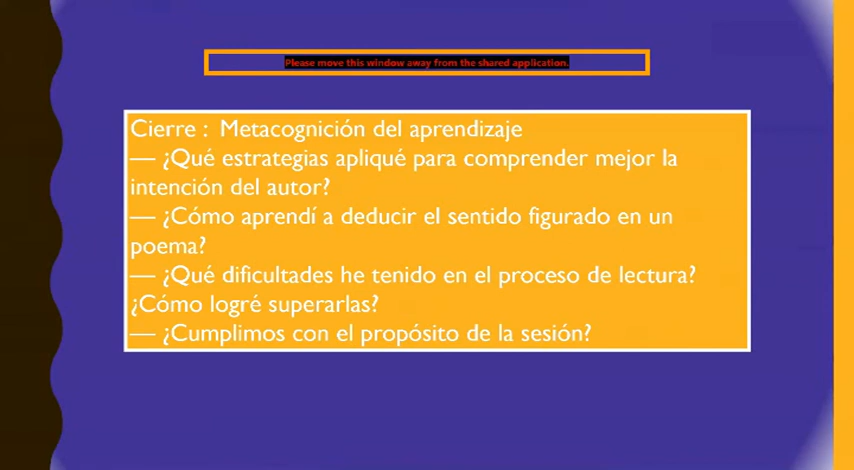 Please move this window away from the shared application.
Cierre :  Metacognición del aprendizaje
— ¿Qué estrategias apliqué para comprender mejor la
intención del autor?
— ¿Cómo aprendí a deducir el sentido figurado en un
poema?
— ¿Qué dificultades he tenido en el proceso de lectura?
¿Cómo logré superarlas?
— ¿Cumplimos con el propósito de la sesión?